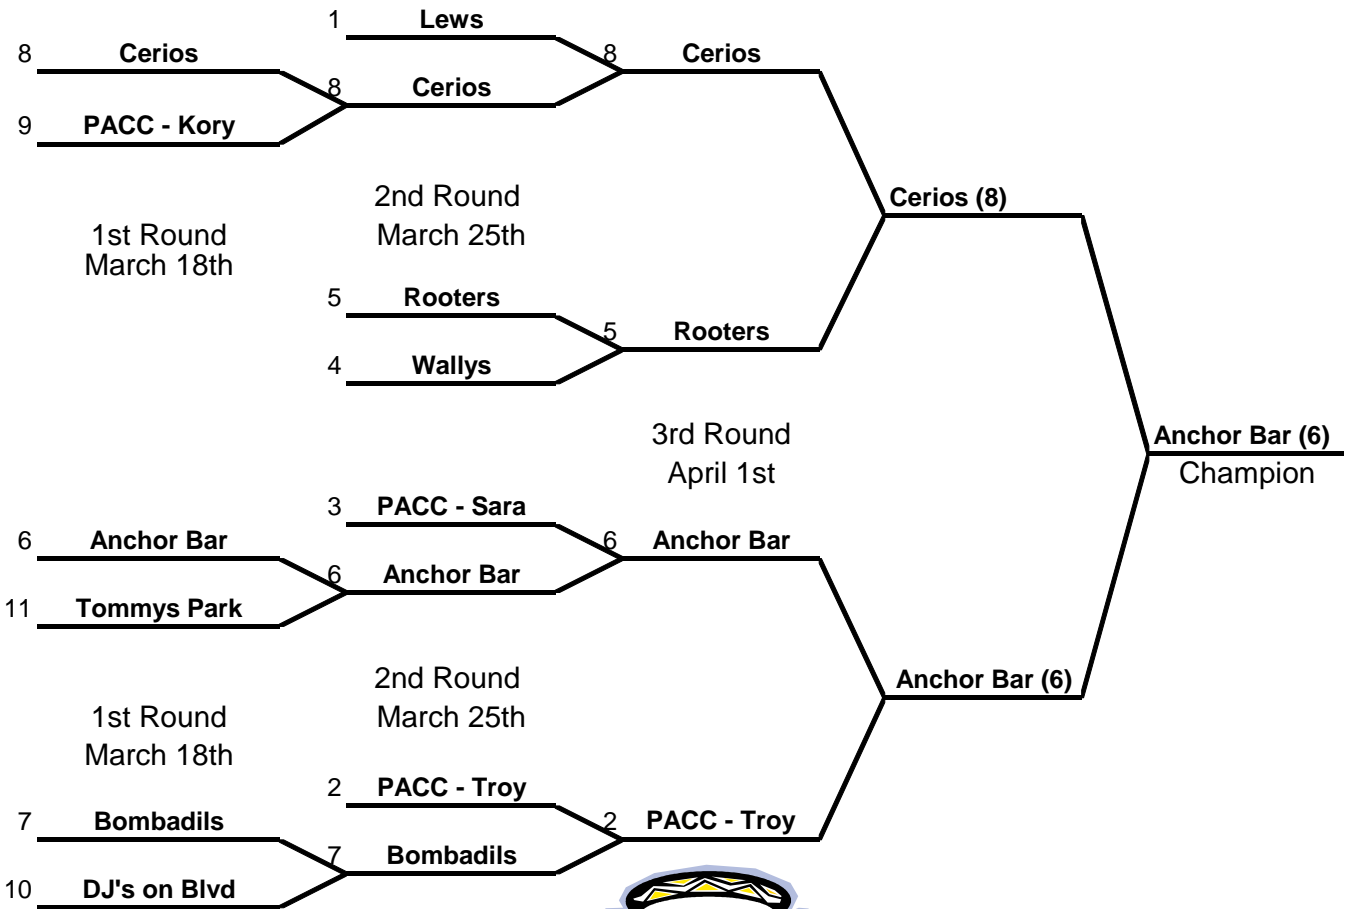 1 Lews
8 Cerios
8 Cerios
8 Cerios
9 PACC - Kory
Cerios (8)
2nd Round
March 25th
1st Round
March 18th
5 Rooters
5 Rooters
4 Wallys
3rd Round
April 1st
Anchor Bar (6)
Champion
3 PACC - Sara
6 Anchor Bar
6 Anchor Bar
6 Anchor Bar
11 Tommys Park
Anchor Bar (6)
2nd Round
March 25th
1st Round
March 18th
2 PACC - Troy
7 Bombadils
2 PACC - Troy
7 Bombadils
10 DJ's on Blvd